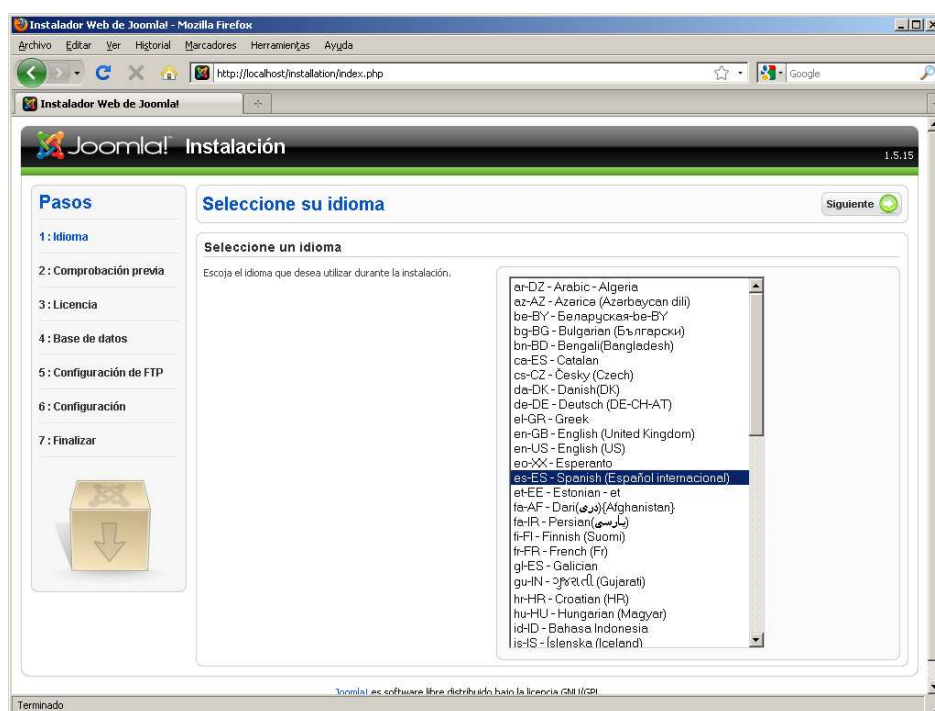 Instalador Web de Joomla! - Mozilla Firefox
Archivo Editar Ver Historial Marcadores Herramientas Ayuda
http://localhost/installation/index.php
Google
Instalador Web de Joomla!
Joomla! Instalación
1.5.15
Pasos
1 : Idioma
2 : Comprobación previa
3 : Licencia
4 : Base de datos
5 : Configuración de FTP
6 : Configuración
7 : Finalizar
Seleccione su idioma
Siguiente
Seleccione un idioma
Escoja el idioma que desea utilizar durante la instalación.
ar-DZ - Arabic - Algeria
az-AZ - Azəricə (Azərbaycan dili)
be-BY - Беларуская-be-BY
bg-BG - Bulgarian (Български)
bn-BD - Bengali(Bangladesh)
ca-ES - Catalan
cs-CZ - Česky (Czech)
da-DK - Danish(DK)
de-DE - Deutsch (DE-CH-AT)
el-GR - Greek
en-GB - English (United Kingdom)
en-US - English (US)
eo-XX - Esperanto
es-ES - Spanish (Español internacional)
et-EE - Estonian - et
fa-AF - Dari(دری){Afghanistan}
fa-IR - Persian(پارسی)
fi-FI - Finnish (Suomi)
fr-FR - French (Fr)
gl-ES - Galician
gu-IN - ગુજરાતી (Gujarati)
hr-HR - Croatian (HR)
hu-HU - Hungarian (Magyar)
id-ID - Bahasa Indonesia
is-IS - Íslenska (Iceland)
Joomla! es software libre distribuido bajo la licencia GNU/GPL
Terminado